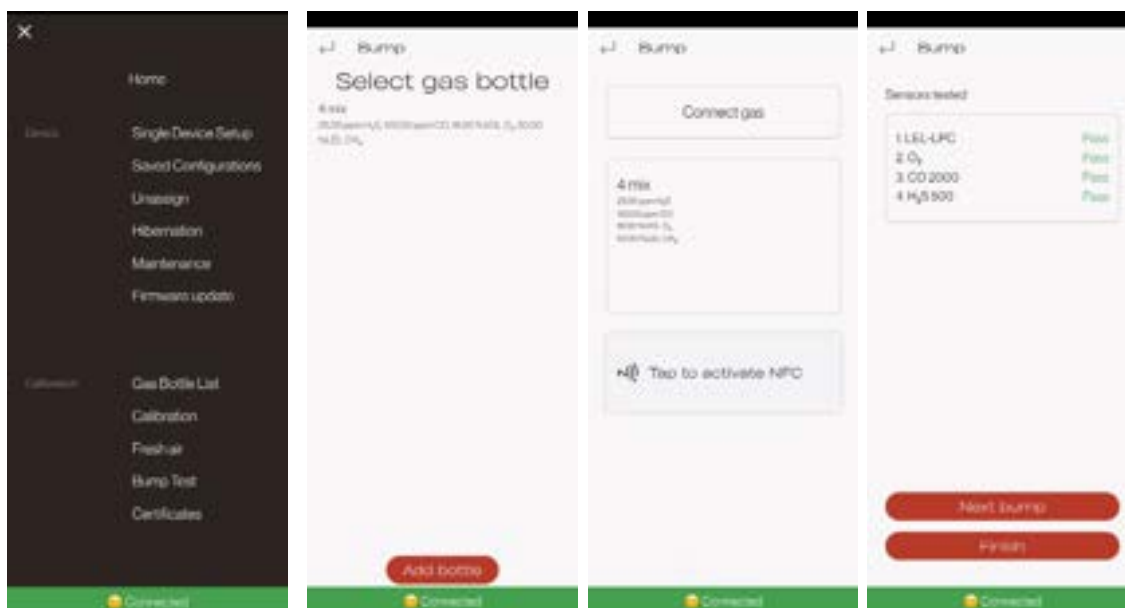 Home
Device
Single Device Setup
Saved Configurations
Unassign
Hibernation
Maintenance
Firmware update
Calibration
Gas Bottle List
Calibration
Fresh air
Bump Test
Certificates
Connected
Bump
Select gas bottle
4 mix
Add bottle
Connected
Bump
Connect gas
4 mix
Tap to activate NFC
Connected
Bump
Sensors tested
1. LEL-LPC Pass
2. O₂ Pass
3. CO 2000 Pass
4. H₂S 500 Pass
Next bump
Finish
Connected